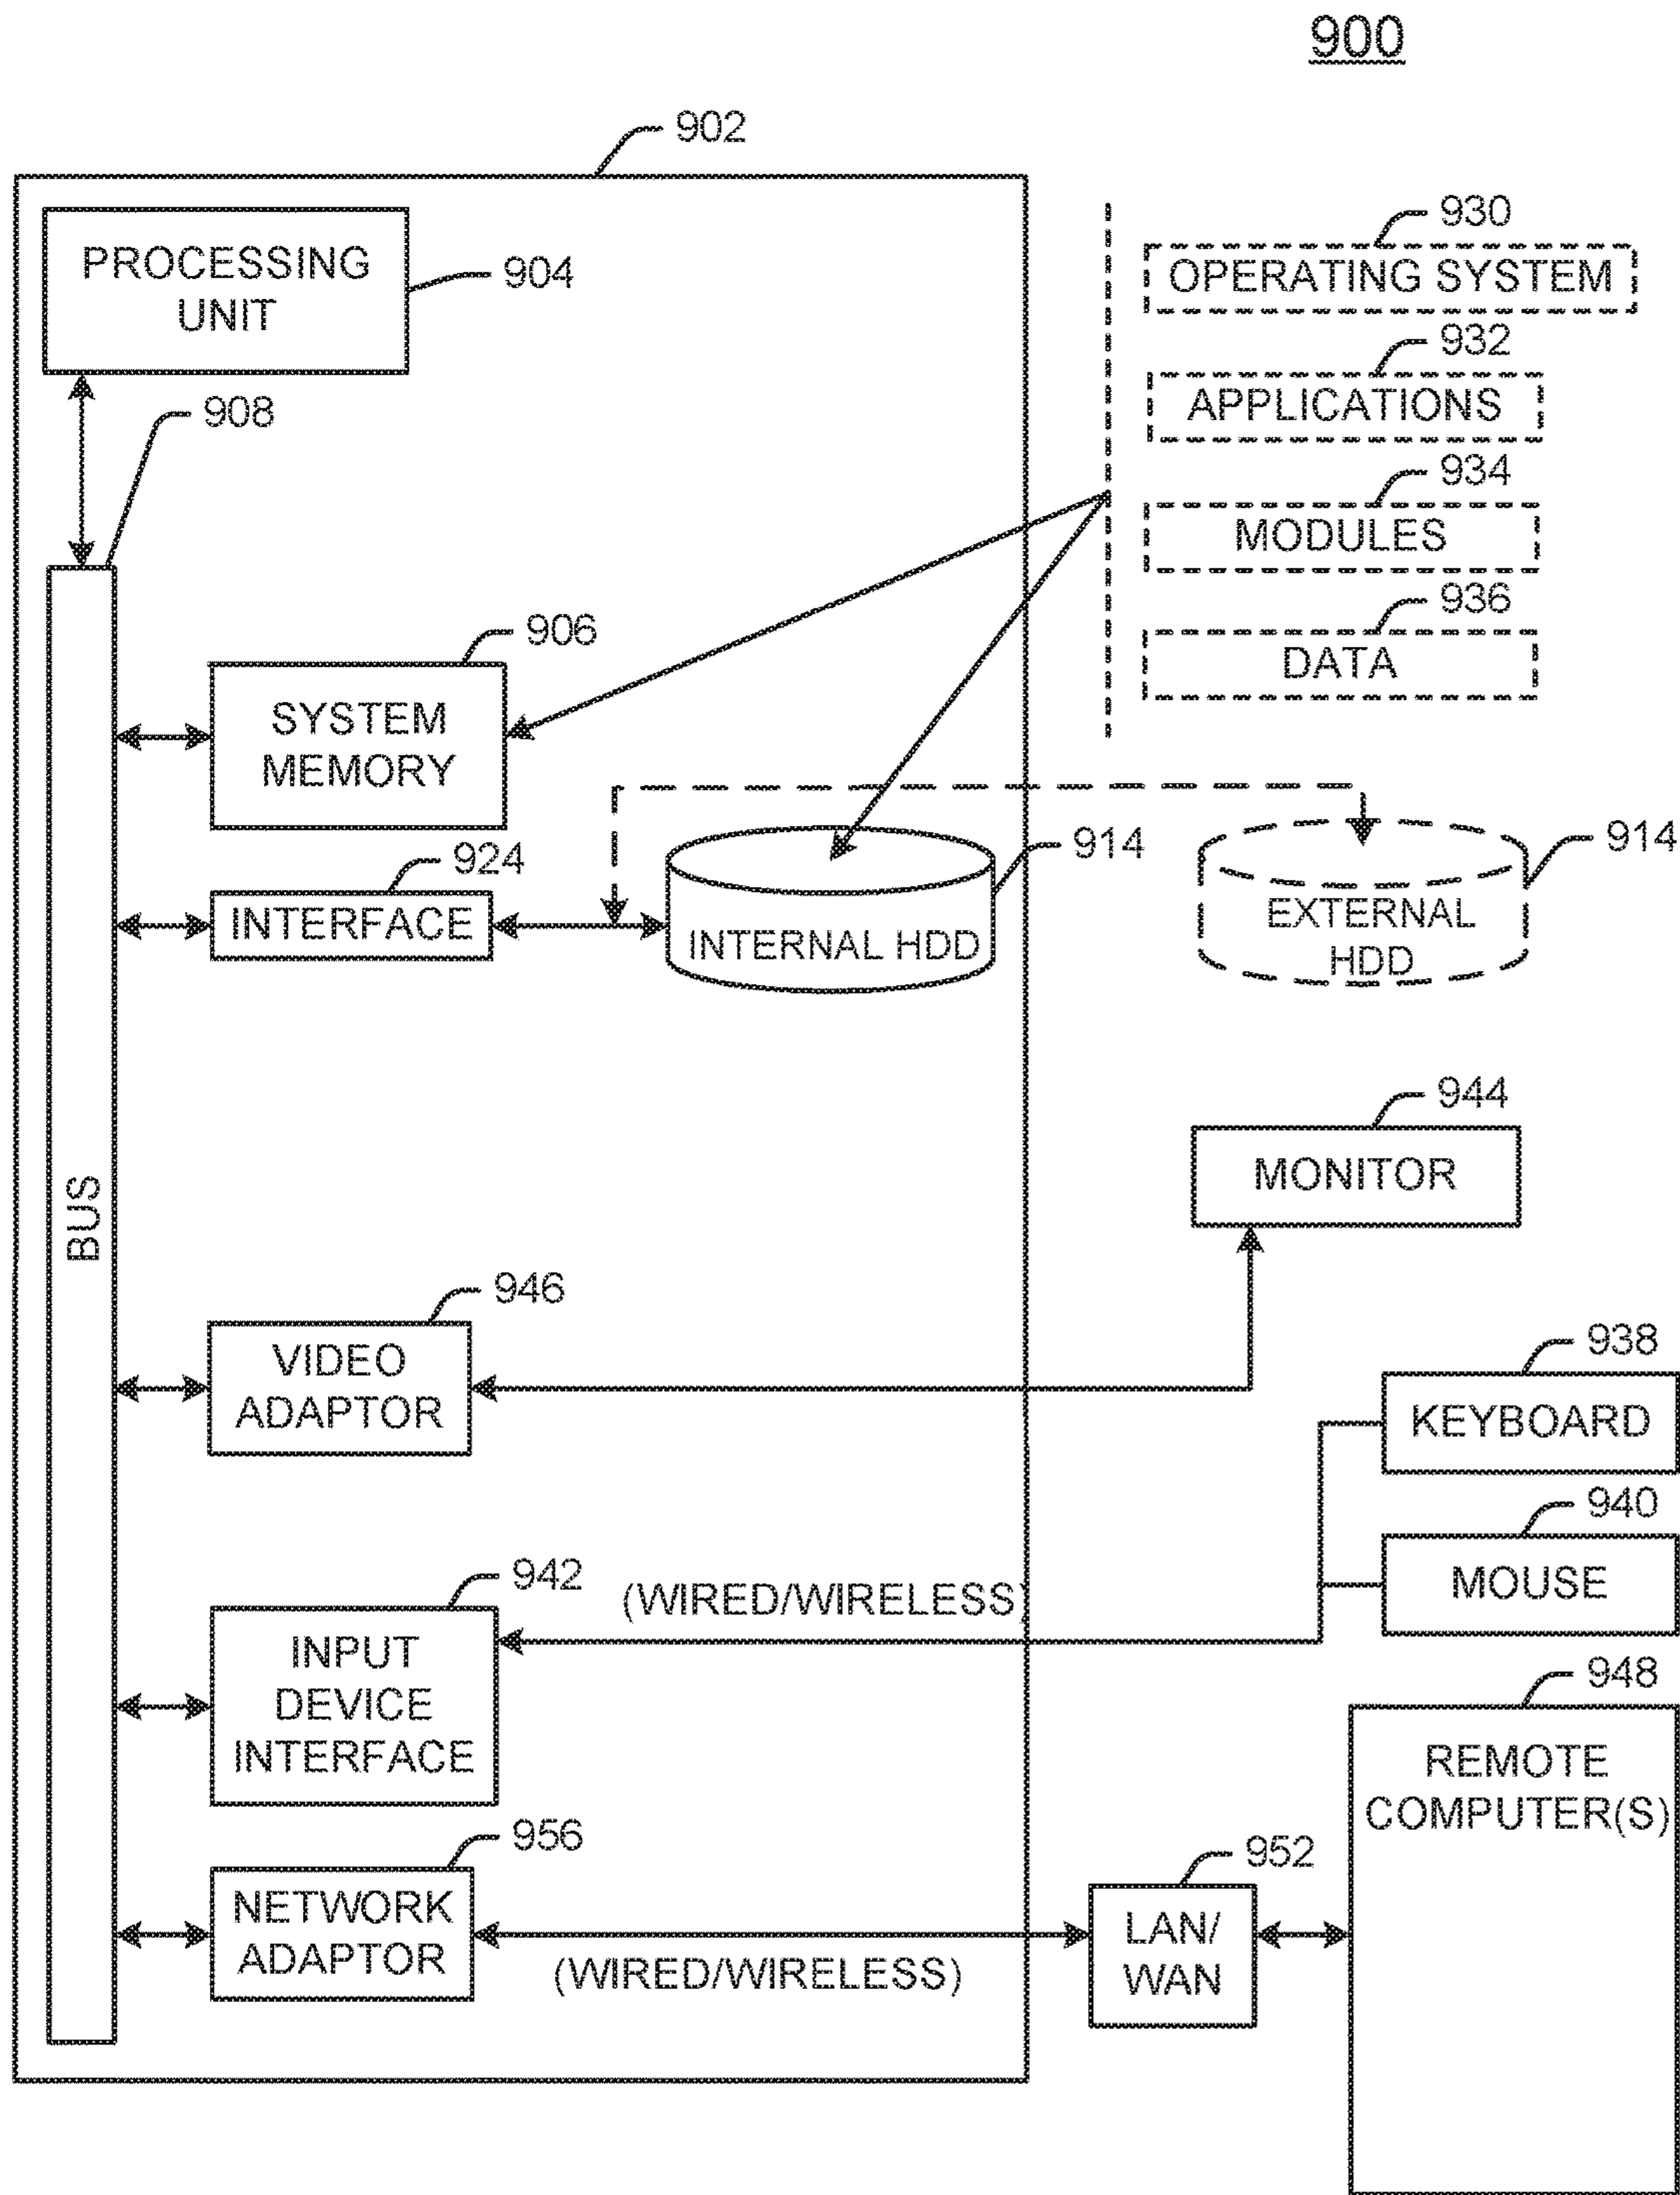 900
902
PROCESSING
UNIT
904
908
930
OPERATING SYSTEM
932
APPLICATIONS
934
MODULES
936
DATA
906
SYSTEM
MEMORY
924
INTERFACE
914
INTERNAL HDD
914
EXTERNAL
HDD
BUS
944
MONITOR
946
VIDEO
ADAPTOR
938
KEYBOARD
940
MOUSE
942
(WIRED/WIRELESS)
INPUT
DEVICE
INTERFACE
948
REMOTE
COMPUTER(S)
956
NETWORK
ADAPTOR
(WIRED/WIRELESS)
952
LAN/
WAN